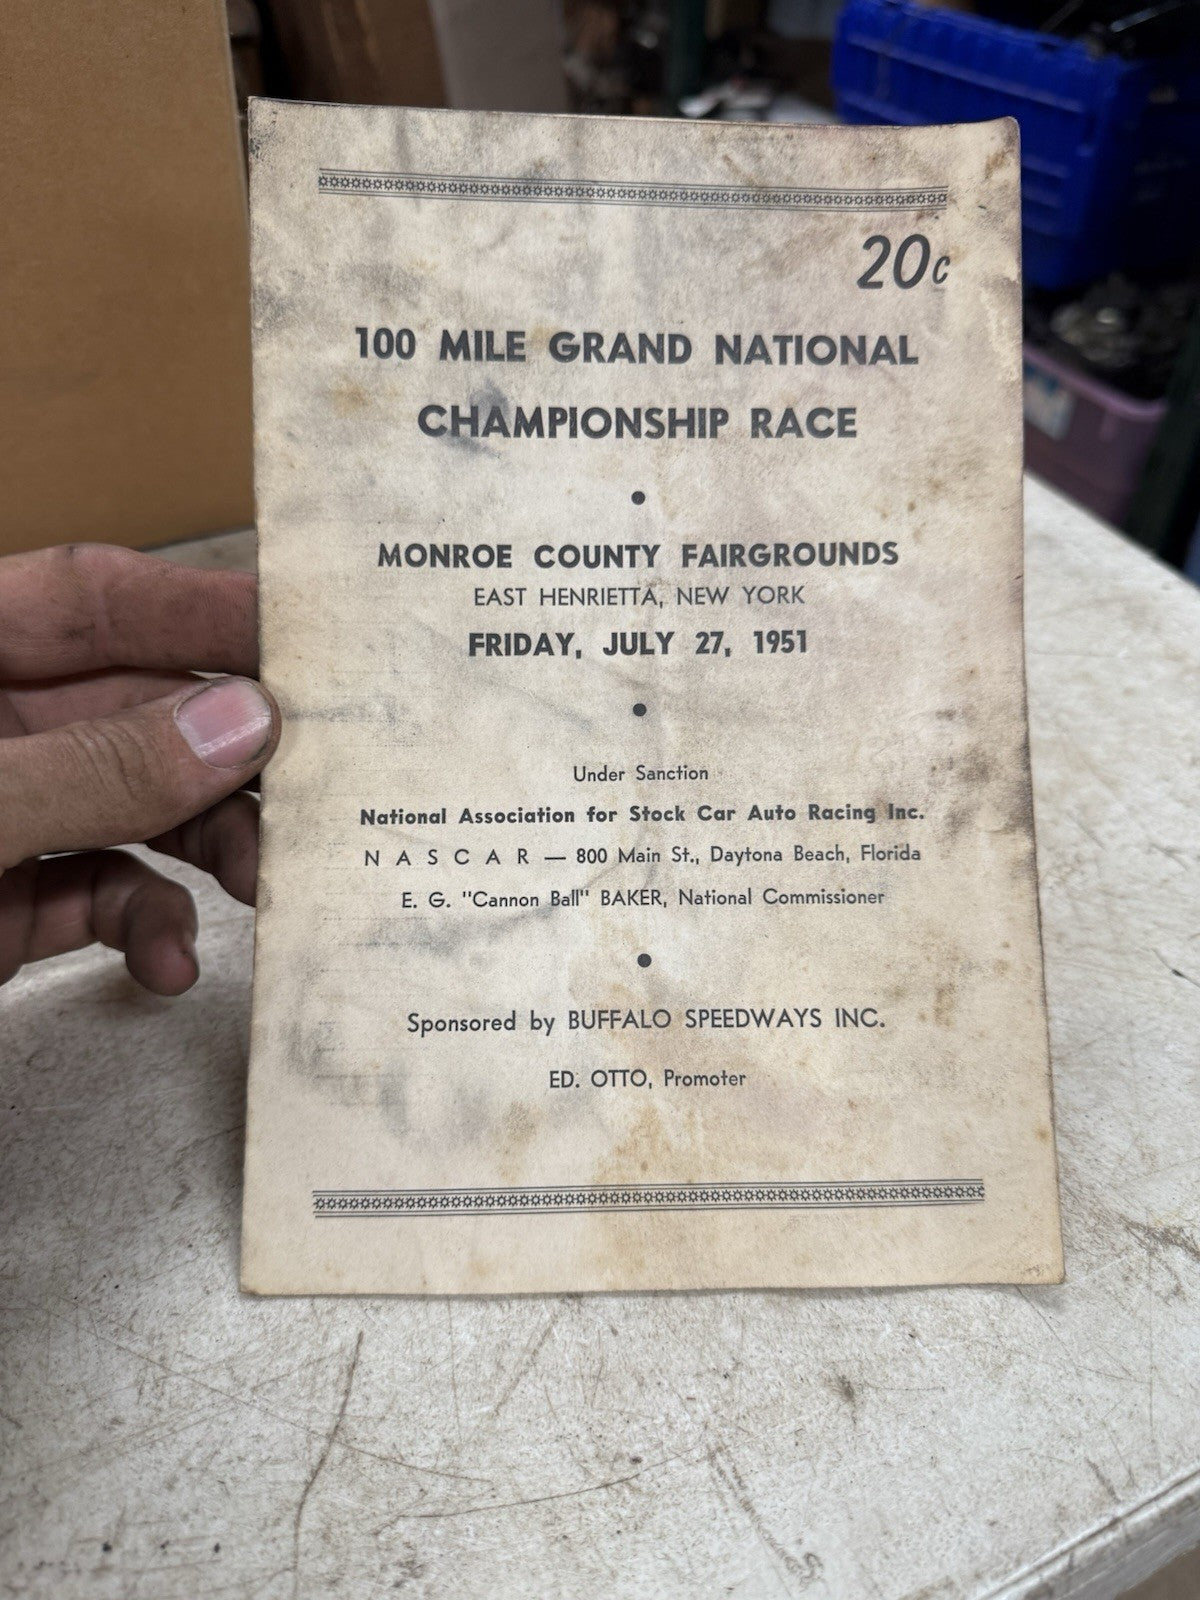 20c
100 MILE GRAND NATIONAL
CHAMPIONSHIP RACE
MONROE COUNTY FAIRGROUNDS
EAST HENRIETTA, NEW YORK
FRIDAY, JULY 27, 1951
Under Sanction
National Association for Stock Car Auto Racing Inc.
N A S C A R — 800 Main St., Daytona Beach, Florida
E. G. "Cannon Ball" BAKER, National Commissioner
Sponsored by BUFFALO SPEEDWAYS INC.
ED. OTTO, Promoter